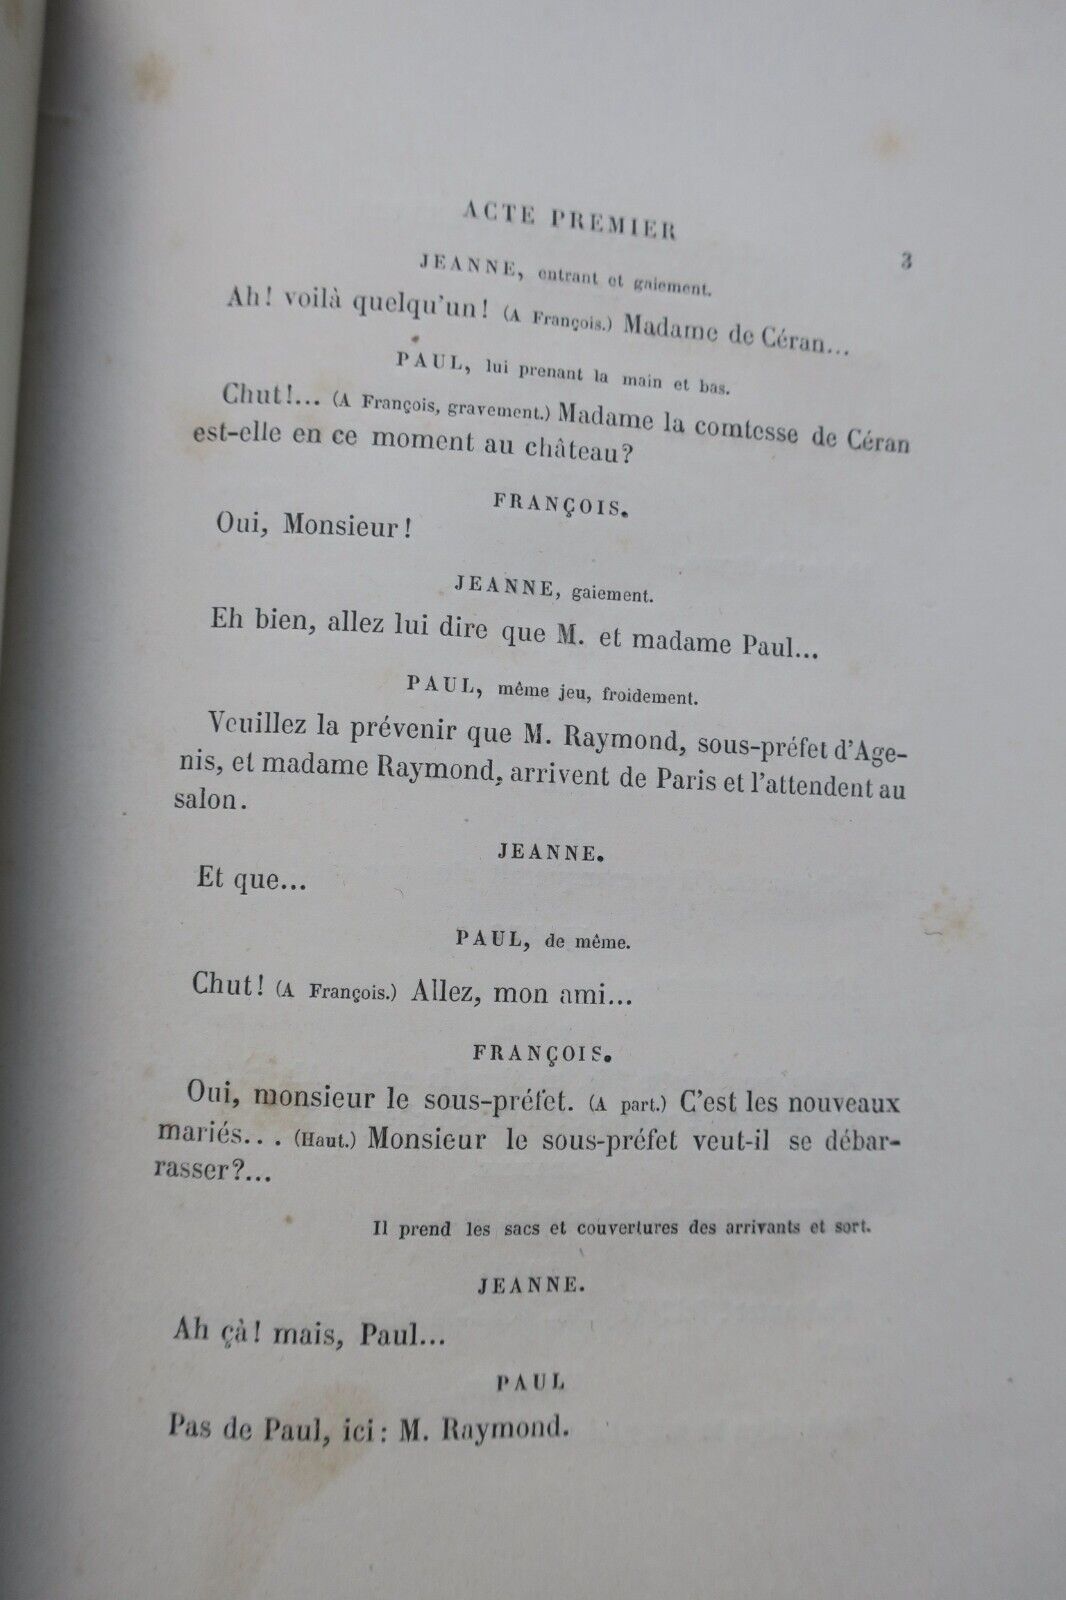 ACTE PREMIER 3
JEANNE, entrant et gaiement.
Ah! voilà quelqu'un! (A François.) Madame de Céran...
PAUL, lui prenant la main et bas.
Chut!... (A François, gravement.) Madame la comtesse de Céran
est-elle en ce moment au château?
FRANÇOIS.
Oui, Monsieur!
JEANNE, gaiement.
Eh bien, allez lui dire que M. et madame Paul...
PAUL, même jeu, froidement.
Veuillez la prévenir que M. Raymond, sous-préfet d'Age-
nis, et madame Raymond, arrivent de Paris et l'attendent au
salon.
JEANNE.
Et que...
PAUL, de même.
Chut! (A François.) Allez, mon ami...
FRANÇOIS.
Oui, monsieur le sous-préfet. (A part.) C'est les nouveaux
mariés... (Haut.) Monsieur le sous-préfet veut-il se débar-
rasser?...
Il prend les sacs et couvertures des arrivants et sort.
JEANNE.
Ah çà! mais, Paul...
PAUL
Pas de Paul, ici: M. Raymond.